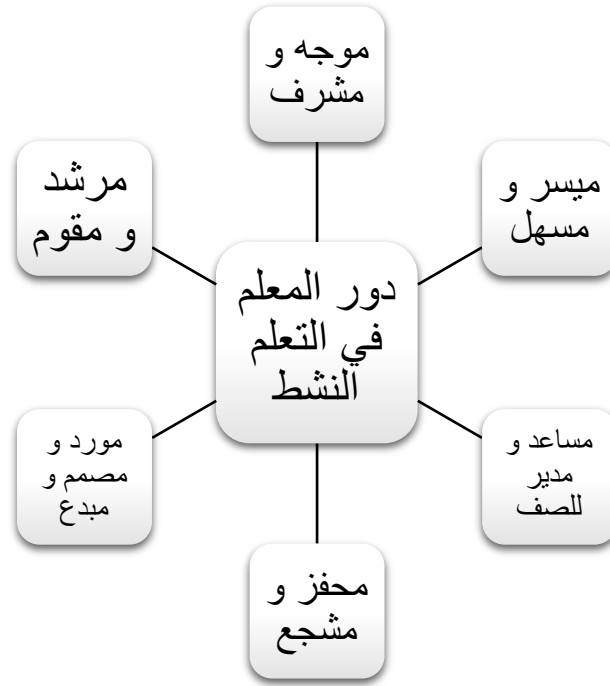 موجه و
مشرف
ميسر و
مسهل
مرشد
و مقوم
دور المعلم
في التعلم
النشط
مساعد و
مدير
للصف
مورد و
مصمم و
مبدع
محفز و
مشجع